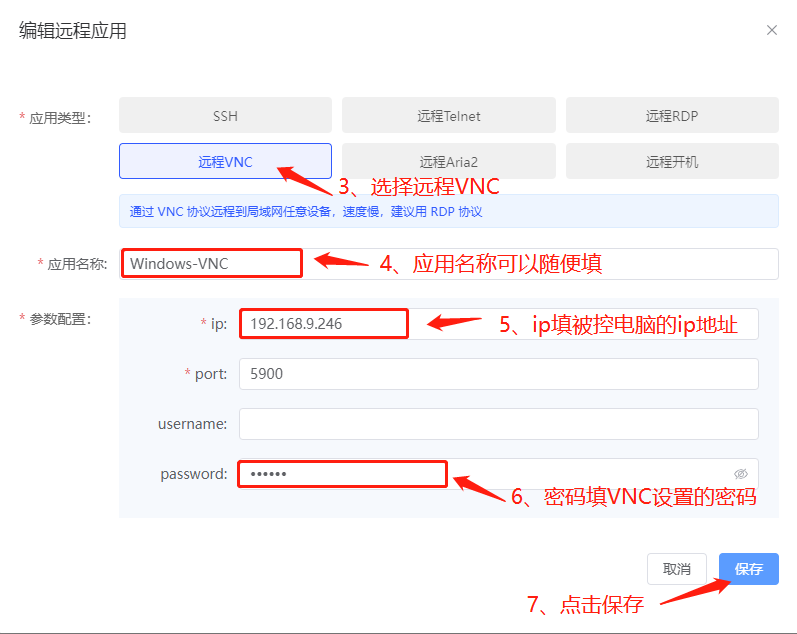 编辑远程应用
* 应用类型:
SSH
远程Telnet
远程RDP
远程VNC
远程Aria2
远程开机
3、选择远程VNC
通过 VNC 协议远程到局域网任意设备，速度慢，建议用 RDP 协议
* 应用名称:
Windows-VNC
4、应用名称可以随便填
* 参数配置:
* ip:
192.168.9.246
5、ip填被控电脑的ip地址
* port:
5900
username:
password:
••••••
6、密码填VNC设置的密码
取消
保存
7、点击保存